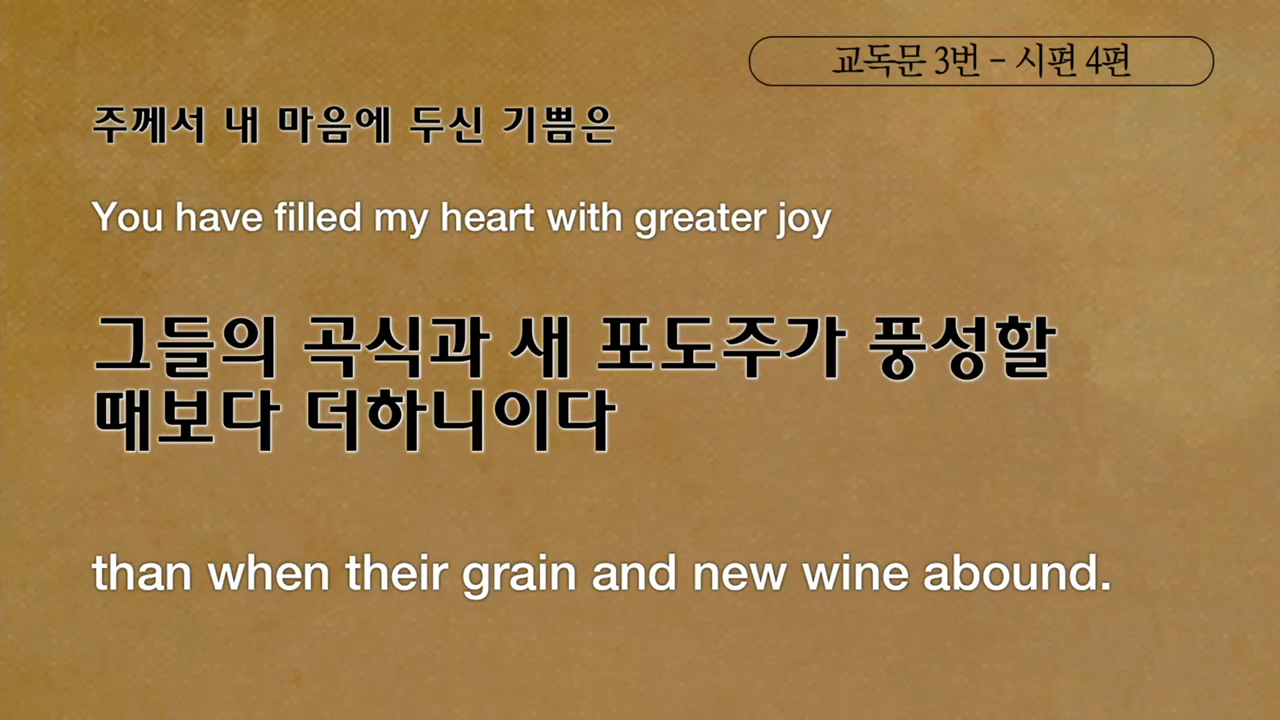 교독문 3번 - 시편 4편
주께서 내 마음에 두신 기쁨은
You have filled my heart with greater joy
그들의 곡식과 새 포도주가 풍성할
때보다 더하니이다
than when their grain and new wine abound.